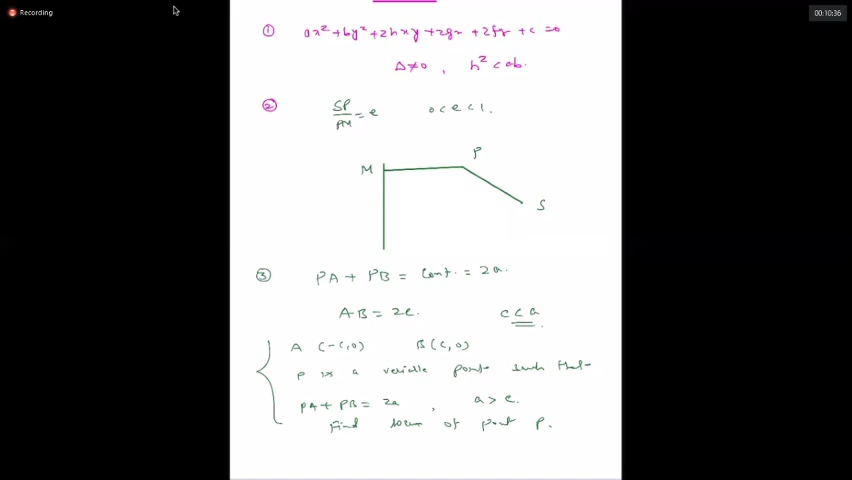 Recording
00:10:36
① ax²+by²+2hxy+2gx+2fy+c=0
Δ≠0, h²<ab.
② SP/PM = e 0<e<1.
P
M
S
③ PA + PB = Const. = 2a.
AB = 2c. c<a
A (-c,0) B(c,0)
P is a variable point such that
PA + PB = 2a, a > c.
Find locus of point P.